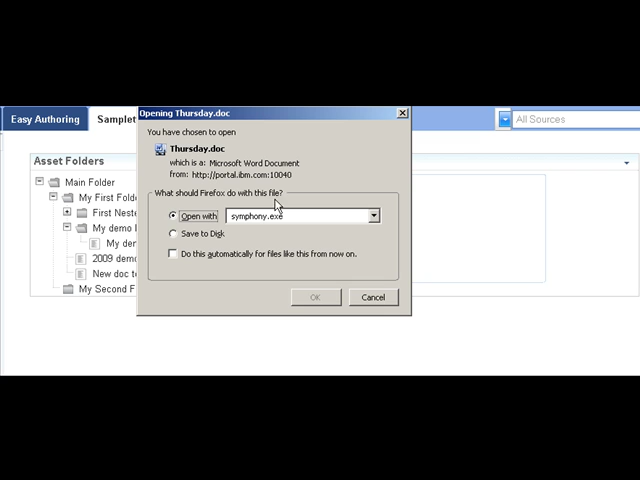 Easy Authoring
Samplet
All Sources
Asset Folders
Main Folder
My First Folde
First Neste
My demo
My dem
2009 demo
New doc t
My Second F
Opening Thursday.doc
You have chosen to open
Thursday.doc
which is a: Microsoft Word Document
from: http://portal.ibm.com:10040
What should Firefox do with this file?
Open with
symphony.exe
Save to Disk
Do this automatically for files like this from now on.
OK
Cancel